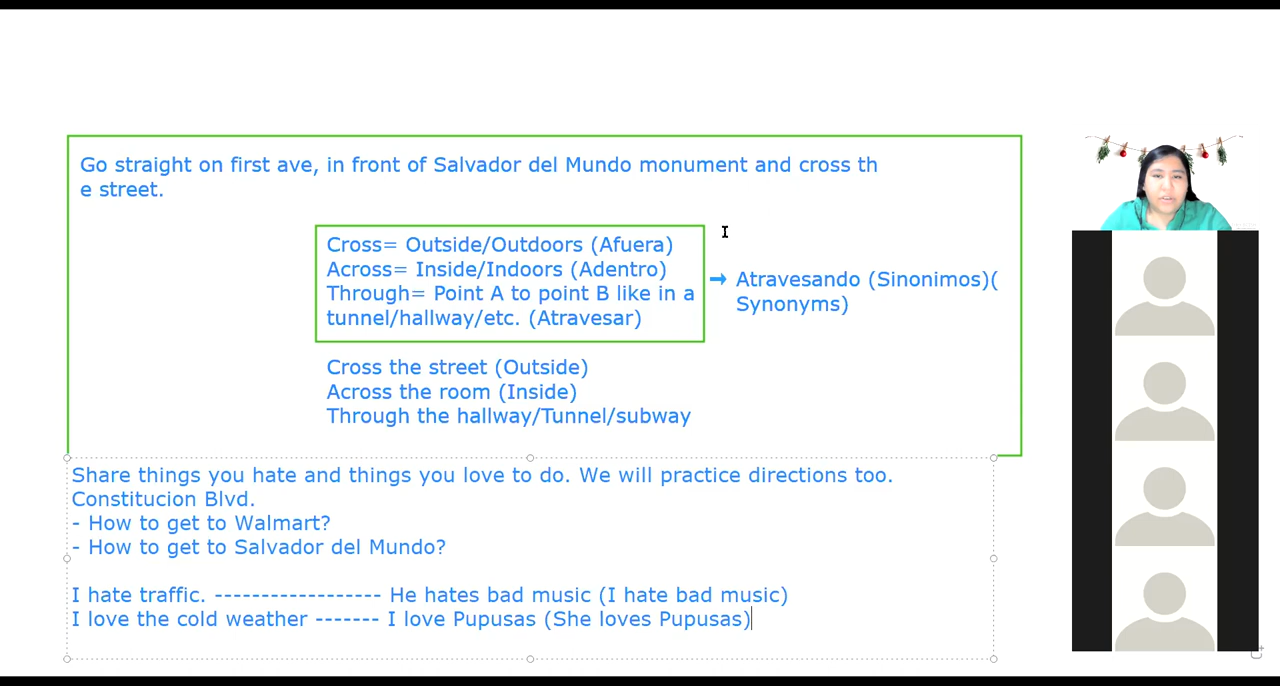 Go straight on first ave, in front of Salvador del Mundo monument and cross th
e street.
Cross= Outside/Outdoors (Afuera)
Across= Inside/Indoors (Adentro)
Through= Point A to point B like in a
tunnel/hallway/etc. (Atravesar)
Atravesando (Sinonimos)(
Synonyms)
Cross the street (Outside)
Across the room (Inside)
Through the hallway/Tunnel/subway
Share things you hate and things you love to do. We will practice directions too.
Constitucion Blvd.
- How to get to Walmart?
- How to get to Salvador del Mundo?
I hate traffic. ------------------ He hates bad music (I hate bad music)
I love the cold weather ------- I love Pupusas (She loves Pupusas)